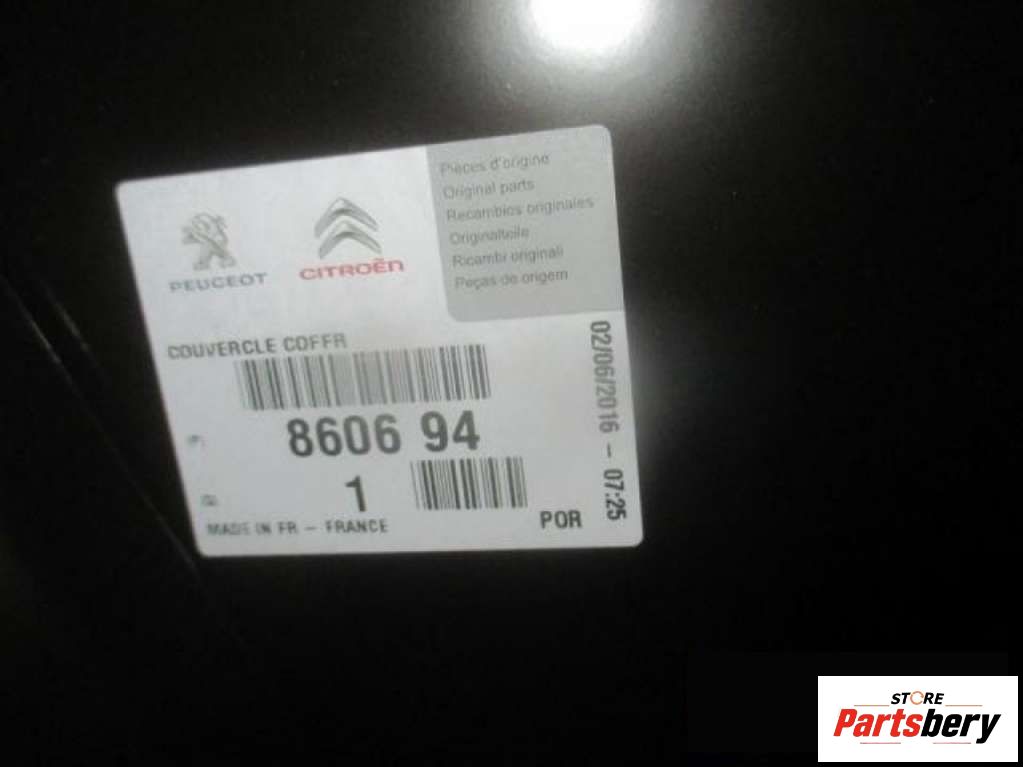 Pièces d'origine
Original parts
Recambios originales
Originalteile
Ricambi originali
Peças de origem
PEUGEOT
CITROËN
COUVERCLE COFFR
8606 94
1
MADE IN FR - FRANCE
POR
02/06/2016 - 07:25
STORE
Partsbery